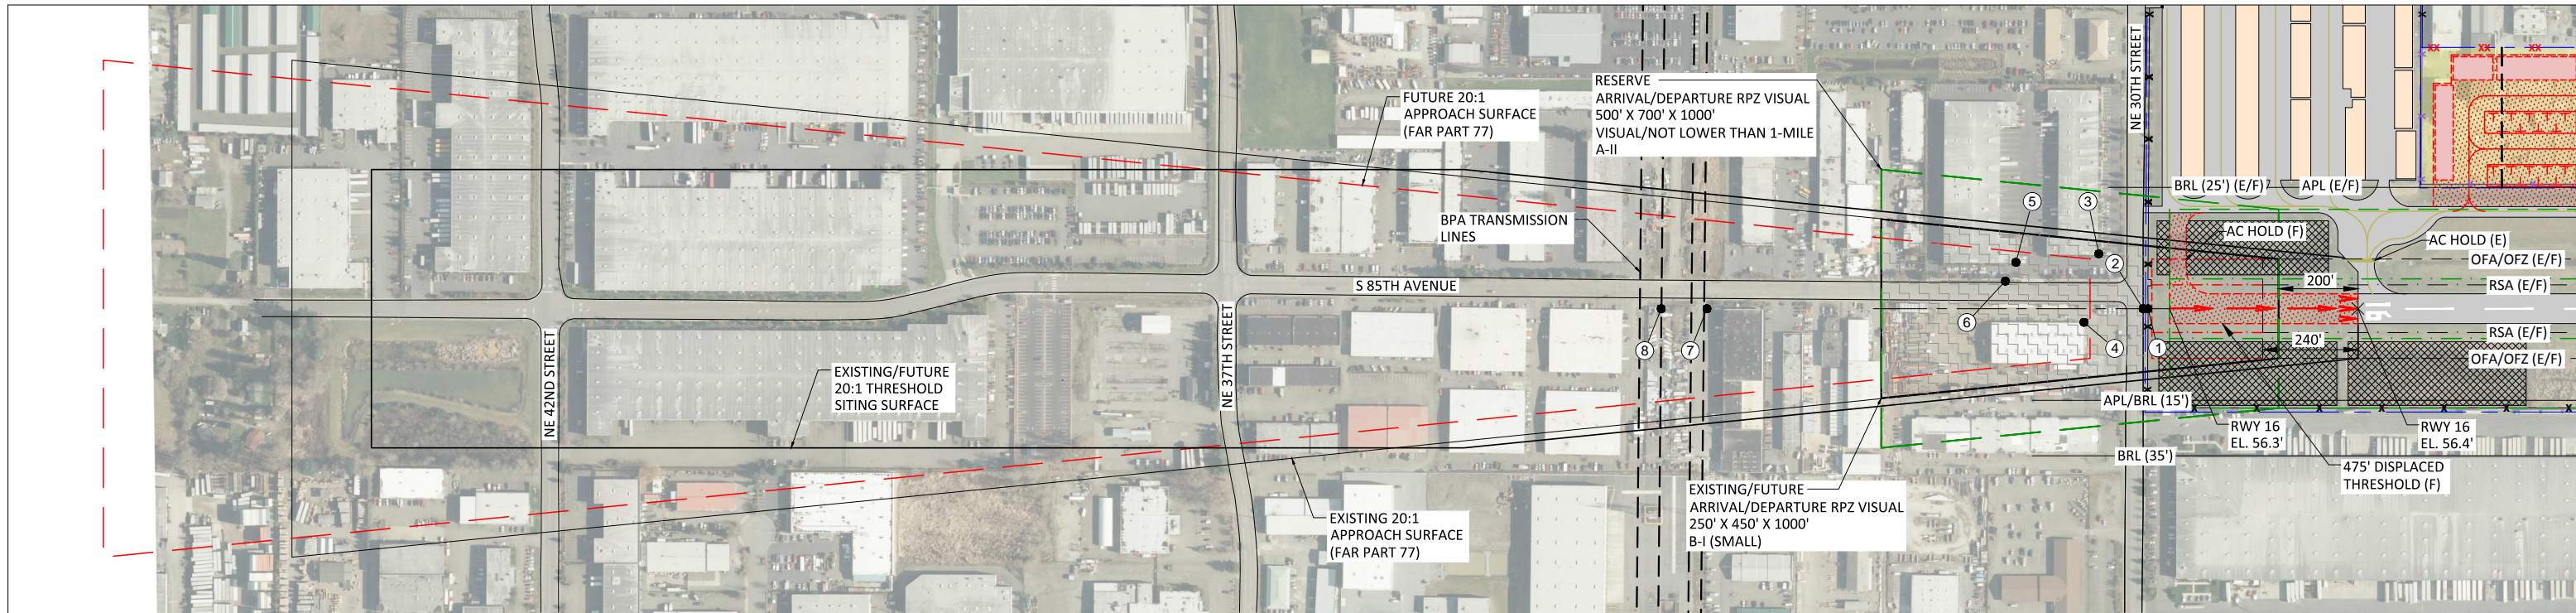 RESERVE
ARRIVAL/DEPARTURE RPZ VISUAL
500' X 700' X 1000'
VISUAL/NOT LOWER THAN 1-MILE
A-II
FUTURE 20:1
APPROACH SURFACE
(FAR PART 77)
BPA TRANSMISSION
LINES
NE 30TH STREET
BRL (25') (E/F)
APL (E/F)
XX
XX
XX
5
3
2
AC HOLD (F)
AC HOLD (E)
OFA/OFZ (E/F)
200'
RSA (E/F)
S 85TH AVENUE
16
6
8
7
4
1
RSA (E/F)
240'
OFA/OFZ (E/F)
NE 42ND STREET
NE 37TH STREET
EXISTING/FUTURE
20:1 THRESHOLD
SITING SURFACE
APL/BRL (15')
RWY 16
EL. 56.3'
RWY 16
EL. 56.4'
BRL (35')
475' DISPLACED
THRESHOLD (F)
EXISTING/FUTURE
ARRIVAL/DEPARTURE RPZ VISUAL
250' X 450' X 1000'
B-I (SMALL)
EXISTING 20:1
APPROACH SURFACE
(FAR PART 77)